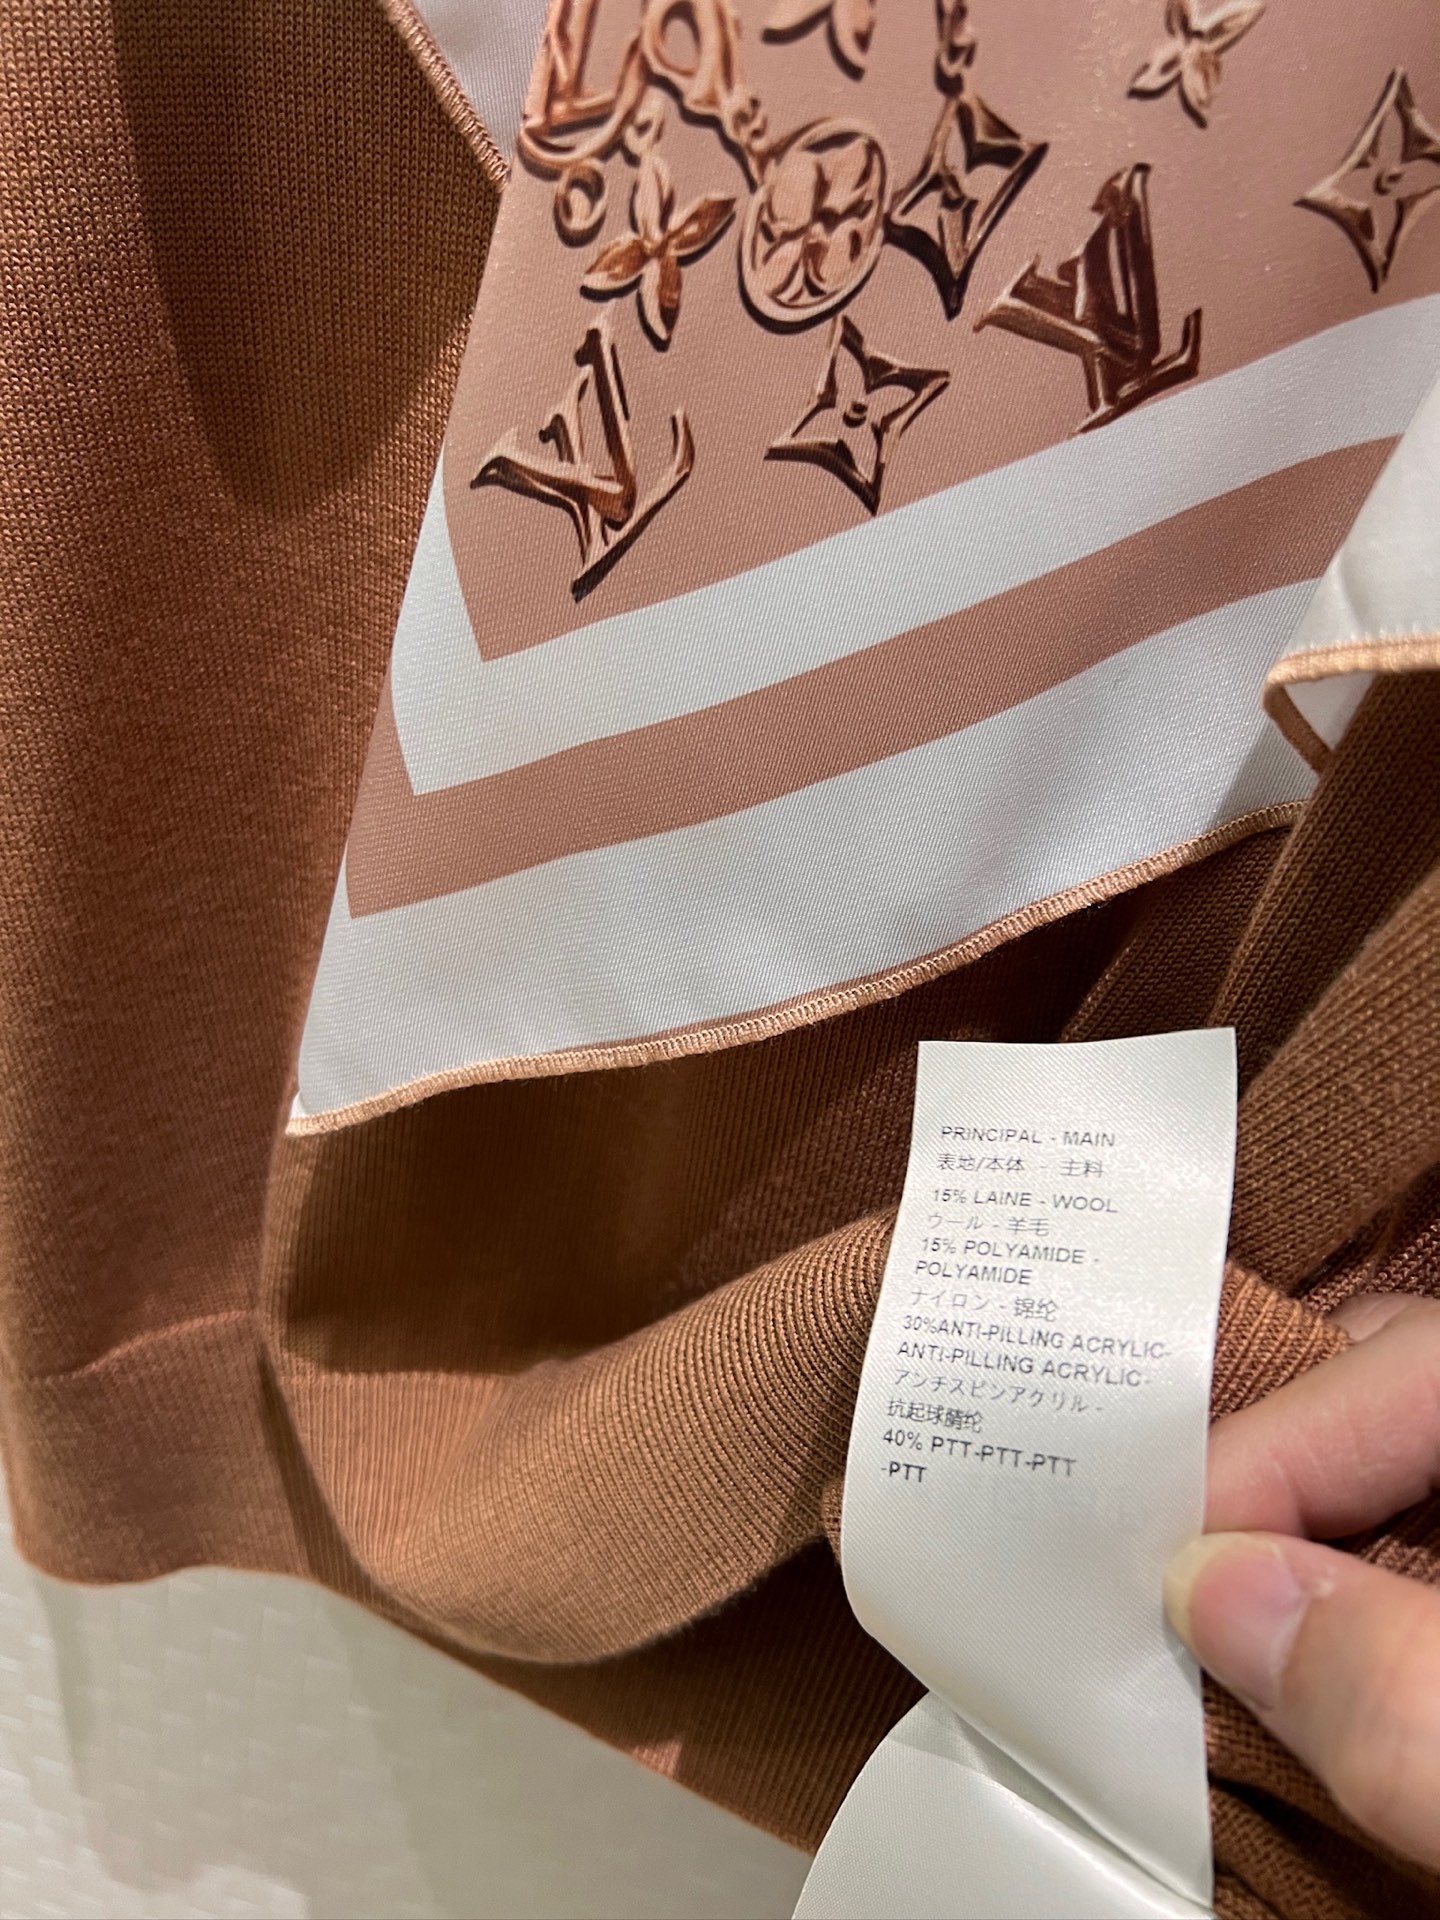 PRINCIPAL - MAIN
表地/本体 - 主料
15% LAINE - WOOL
ウール - 羊毛
15% POLYAMIDE -
POLYAMIDE
ナイロン - 锦纶
30%ANTI-PILLING ACRYLIC-
ANTI-PILLING ACRYLIC-
アンチスピンアクリル -
抗起球腈纶
40% PTT-PTT-PTT
-PTT